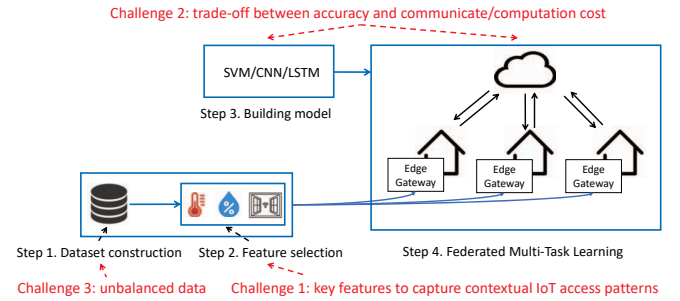 Challenge 2: trade-off between accuracy and communicate/computation cost
SVM/CNN/LSTM
Step 3. Building model
Edge Gateway
Edge Gateway
Edge Gateway
%
Step 1. Dataset construction
Step 2. Feature selection
Step 4. Federated Multi-Task Learning
Challenge 3: unbalanced data
Challenge 1: key features to capture contextual IoT access patterns